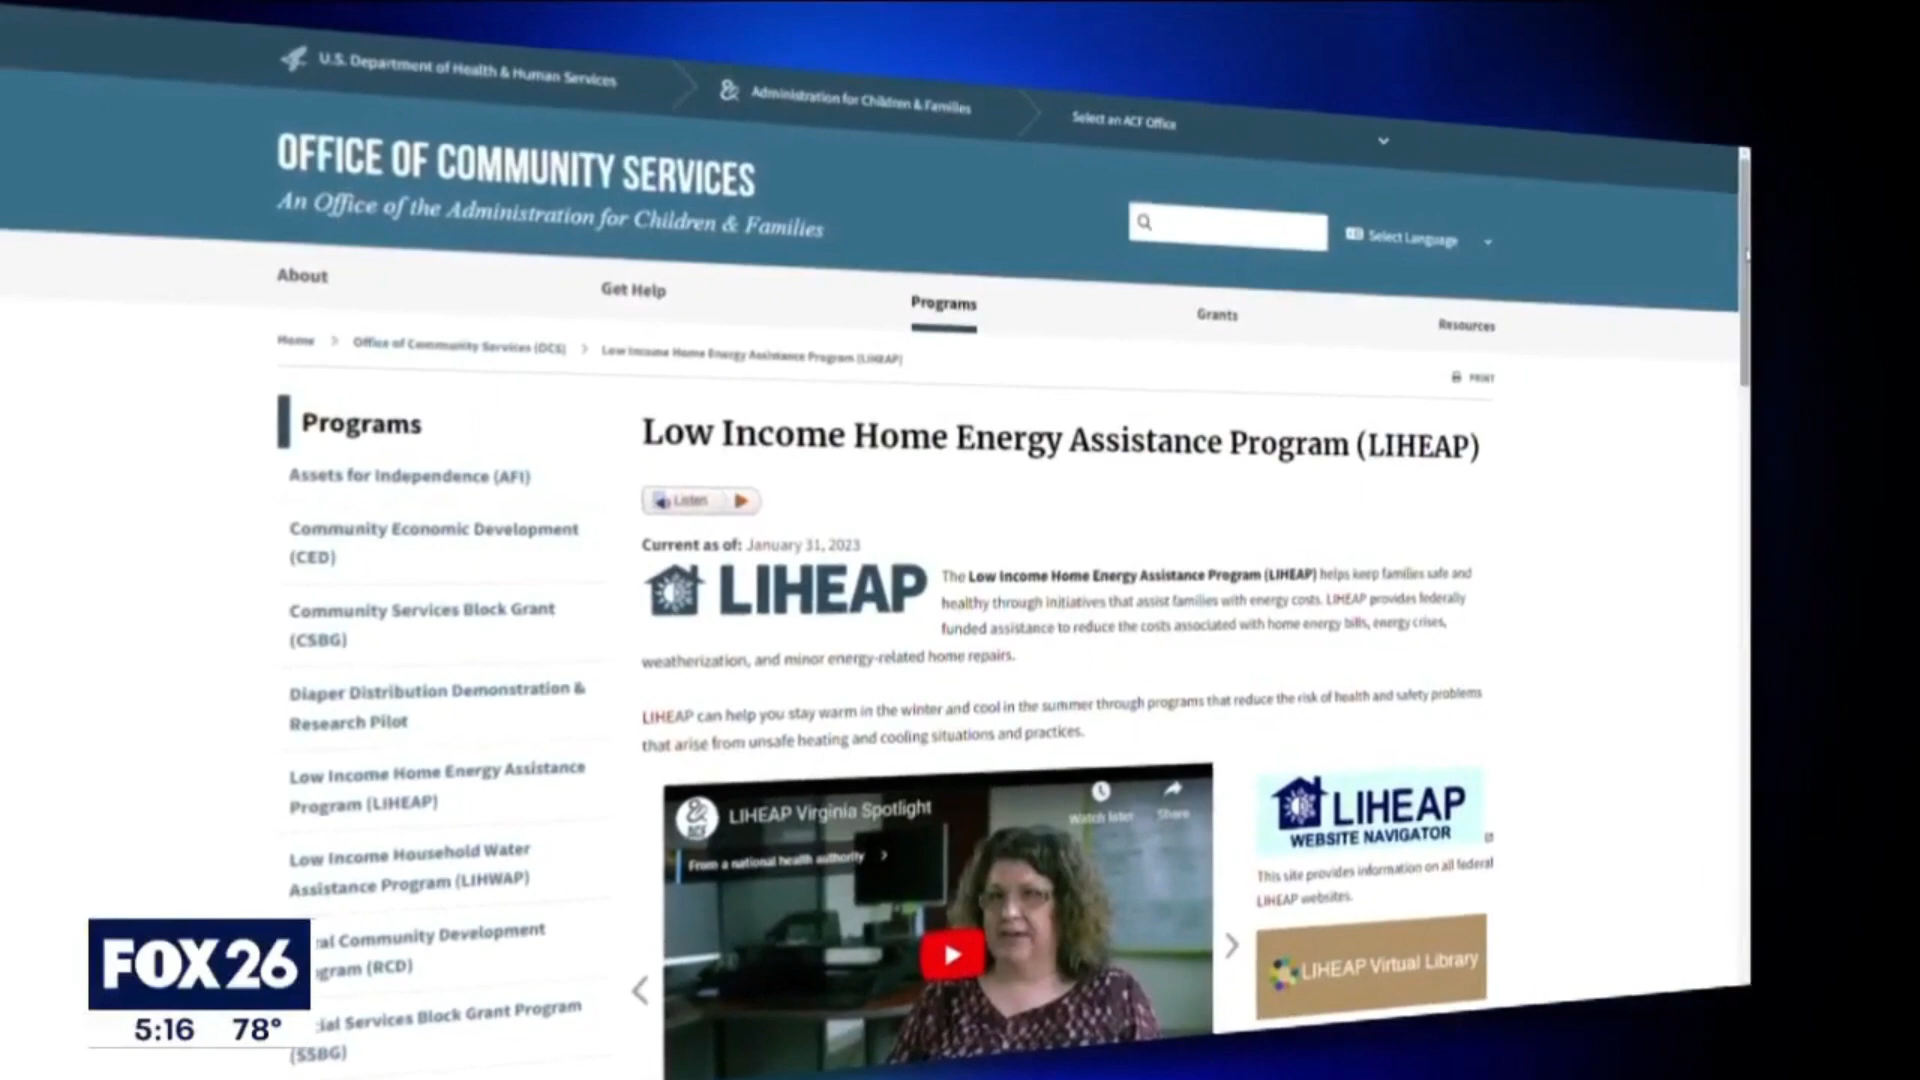 U.S. Department of Health & Human Services
Administration for Children & Families
Select an ACF Office
OFFICE OF COMMUNITY SERVICES
An Office of the Administration for Children & Families
Select Language
About
Get Help
Programs
Grants
Resources
Home > Office of Community Services (OCS) > Low Income Home Energy Assistance Program (LIHEAP)
PRINT
Programs
Assets for Independence (AFI)
Community Economic Development
(CED)
Community Services Block Grant
(CSBG)
Diaper Distribution Demonstration &
Research Pilot
Low Income Home Energy Assistance
Program (LIHEAP)
Low Income Household Water
Assistance Program (LIHWAP)
ral Community Development
gram (RCD)
cial Services Block Grant Program
(SSBG)
Low Income Home Energy Assistance Program (LIHEAP)
Listen
Current as of: January 31, 2023
LIHEAP
The Low Income Home Energy Assistance Program (LIHEAP) helps keep families safe and
healthy through initiatives that assist families with energy costs. LIHEAP provides federally
funded assistance to reduce the costs associated with home energy bills, energy crises,
weatherization, and minor energy-related home repairs.
LIHEAP can help you stay warm in the winter and cool in the summer through programs that reduce the risk of health and safety problems
that arise from unsafe heating and cooling situations and practices.
ACF
LIHEAP Virginia Spotlight
Watch later
Share
From a national health authority
LIHEAP
WEBSITE NAVIGATOR
This site provides information on all federal
LIHEAP websites.
LIHEAP Virtual Library
FOX 26
5:16 78°